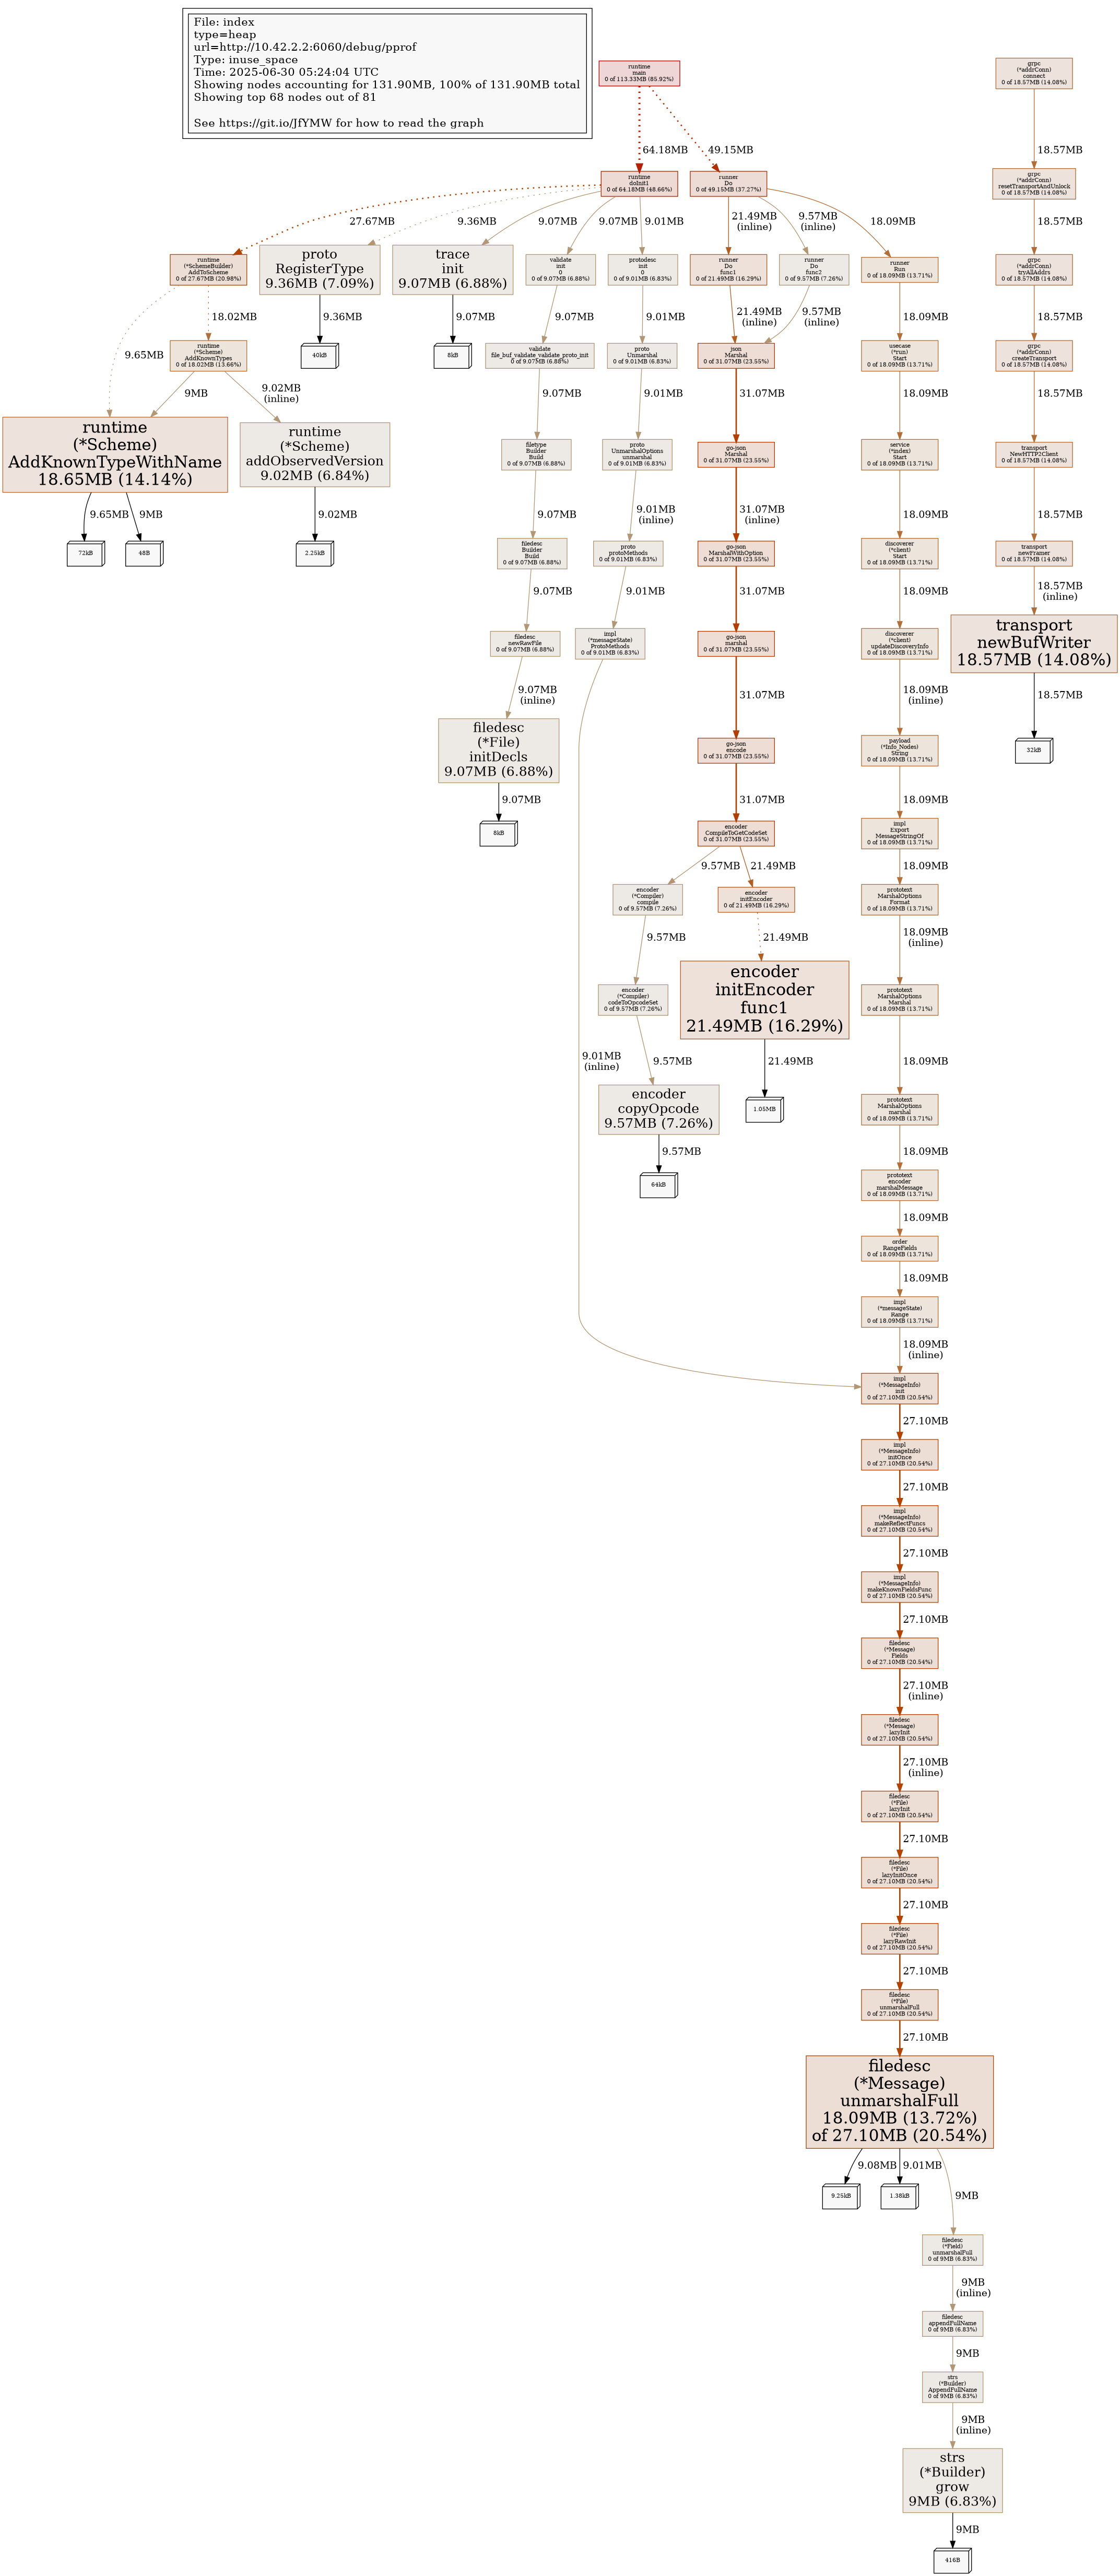 File: index
type=heap
url=http://10.42.2.2:6060/debug/pprof
Type: inuse_space
Time: 2025-06-30 05:24:04 UTC
Showing nodes accounting for 131.90MB, 100% of 131.90MB total
Showing top 68 nodes out of 81
See https://git.io/JfYMW for how to read the graph
runtime
main
0 of 113.33MB (85.92%)
grpc
(*addrConn)
connect
0 of 18.57MB (14.08%)
64.18MB
49.15MB
18.57MB
runtime
doInit1
0 of 64.18MB (48.66%)
runner
Do
0 of 49.15MB (37.27%)
grpc
(*addrConn)
resetTransportAndUnlock
0 of 18.57MB (14.08%)
27.67MB
9.36MB
9.07MB
9.07MB
9.01MB
21.49MB
(inline)
9.57MB
(inline)
18.09MB
18.57MB
runtime
(*SchemeBuilder)
AddToScheme
0 of 27.67MB (20.98%)
proto
RegisterType
9.36MB (7.09%)
trace
init
9.07MB (6.88%)
validate
init
0
0 of 9.07MB (6.88%)
protodesc
init
0
0 of 9.01MB (6.83%)
runner
Do
func1
0 of 21.49MB (16.29%)
runner
Do
func2
0 of 9.57MB (7.26%)
runner
Run
0 of 18.09MB (13.71%)
grpc
(*addrConn)
tryAllAddrs
0 of 18.57MB (14.08%)
9.65MB
18.02MB
9.36MB
9.07MB
9.07MB
9.01MB
21.49MB
(inline)
9.57MB
(inline)
18.09MB
18.57MB
runtime
(*Scheme)
AddKnownTypes
0 of 18.02MB (13.66%)
40kB
8kB
validate
file_buf_validate_validate_proto_init
0 of 9.07MB (6.88%)
proto
Unmarshal
0 of 9.01MB (6.83%)
json
Marshal
0 of 31.07MB (23.55%)
usecase
(*run)
Start
0 of 18.09MB (13.71%)
grpc
(*addrConn)
createTransport
0 of 18.57MB (14.08%)
9MB
9.02MB
(inline)
9.07MB
9.01MB
31.07MB
18.09MB
18.57MB
runtime
(*Scheme)
AddKnownTypeWithName
18.65MB (14.14%)
runtime
(*Scheme)
addObservedVersion
9.02MB (6.84%)
filetype
Builder
Build
0 of 9.07MB (6.88%)
proto
UnmarshalOptions
unmarshal
0 of 9.01MB (6.83%)
go-json
Marshal
0 of 31.07MB (23.55%)
service
(*index)
Start
0 of 18.09MB (13.71%)
transport
NewHTTP2Client
0 of 18.57MB (14.08%)
9.65MB
9MB
9.02MB
9.07MB
9.01MB
(inline)
31.07MB
(inline)
18.09MB
18.57MB
72kB
48B
2.25kB
filedesc
Builder
Build
0 of 9.07MB (6.88%)
proto
protoMethods
0 of 9.01MB (6.83%)
go-json
MarshalWithOption
0 of 31.07MB (23.55%)
discoverer
(*client)
Start
0 of 18.09MB (13.71%)
transport
newFramer
0 of 18.57MB (14.08%)
9.07MB
9.01MB
31.07MB
18.09MB
18.57MB
(inline)
filedesc
newRawFile
0 of 9.07MB (6.88%)
impl
(*messageState)
ProtoMethods
0 of 9.01MB (6.83%)
go-json
marshal
0 of 31.07MB (23.55%)
discoverer
(*client)
updateDiscoveryInfo
0 of 18.09MB (13.71%)
transport
newBufWriter
18.57MB (14.08%)
9.07MB
(inline)
31.07MB
18.09MB
(inline)
18.57MB
filedesc
(*File)
initDecls
9.07MB (6.88%)
go-json
encode
0 of 31.07MB (23.55%)
payload
(*Info_Nodes)
String
0 of 18.09MB (13.71%)
32kB
9.07MB
31.07MB
18.09MB
8kB
encoder
CompileToGetCodeSet
0 of 31.07MB (23.55%)
impl
Export
MessageStringOf
0 of 18.09MB (13.71%)
9.57MB
21.49MB
18.09MB
encoder
(*Compiler)
compile
0 of 9.57MB (7.26%)
encoder
initEncoder
0 of 21.49MB (16.29%)
prototext
MarshalOptions
Format
0 of 18.09MB (13.71%)
9.57MB
21.49MB
18.09MB
(inline)
encoder
(*Compiler)
codeToOpcodeSet
0 of 9.57MB (7.26%)
encoder
initEncoder
func1
21.49MB (16.29%)
prototext
MarshalOptions
Marshal
0 of 18.09MB (13.71%)
9.01MB
(inline)
9.57MB
21.49MB
18.09MB
encoder
copyOpcode
9.57MB (7.26%)
1.05MB
prototext
MarshalOptions
marshal
0 of 18.09MB (13.71%)
9.57MB
18.09MB
64kB
prototext
encoder
marshalMessage
0 of 18.09MB (13.71%)
18.09MB
order
RangeFields
0 of 18.09MB (13.71%)
18.09MB
impl
(*messageState)
Range
0 of 18.09MB (13.71%)
18.09MB
(inline)
impl
(*MessageInfo)
init
0 of 27.10MB (20.54%)
27.10MB
impl
(*MessageInfo)
initOnce
0 of 27.10MB (20.54%)
27.10MB
impl
(*MessageInfo)
makeReflectFuncs
0 of 27.10MB (20.54%)
27.10MB
impl
(*MessageInfo)
makeKnownFieldsFunc
0 of 27.10MB (20.54%)
27.10MB
filedesc
(*Message)
Fields
0 of 27.10MB (20.54%)
27.10MB
(inline)
filedesc
(*Message)
lazyInit
0 of 27.10MB (20.54%)
27.10MB
(inline)
filedesc
(*File)
lazyInit
0 of 27.10MB (20.54%)
27.10MB
filedesc
(*File)
lazyInitOnce
0 of 27.10MB (20.54%)
27.10MB
filedesc
(*File)
lazyRawInit
0 of 27.10MB (20.54%)
27.10MB
filedesc
(*File)
unmarshalFull
0 of 27.10MB (20.54%)
27.10MB
filedesc
(*Message)
unmarshalFull
18.09MB (13.72%)
of 27.10MB (20.54%)
9.08MB
9.01MB
9MB
9.25kB
1.38kB
filedesc
(*Field)
unmarshalFull
0 of 9MB (6.83%)
9MB
(inline)
filedesc
appendFullName
0 of 9MB (6.83%)
9MB
strs
(*Builder)
AppendFullName
0 of 9MB (6.83%)
9MB
(inline)
strs
(*Builder)
grow
9MB (6.83%)
9MB
416B